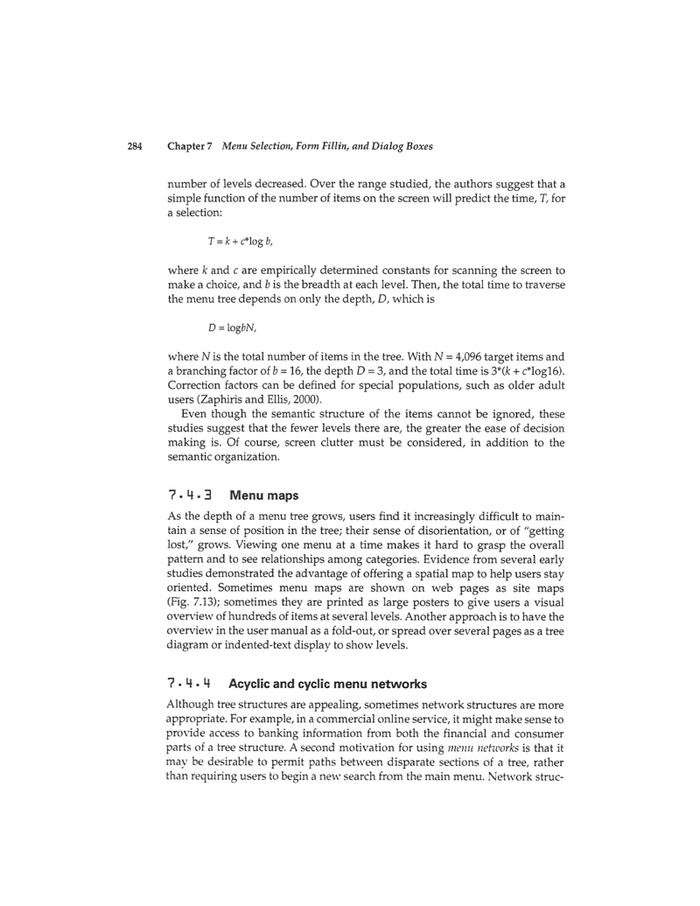 284 Chapter 7 Menu Selection, Form Fillin, and Dialog Boxes
number of levels decreased. Over the range studied, the authors suggest that a
simple function of the number of items on the screen will predict the time, T, for
a selection:
T = k + c*log b,
where k and c are empirically determined constants for scanning the screen to
make a choice, and b is the breadth at each level. Then, the total time to traverse
the menu tree depends on only the depth, D, which is
D = logbN,
where N is the total number of items in the tree. With N = 4,096 target items and
a branching factor of b = 16, the depth D = 3, and the total time is 3*(k + c*log16).
Correction factors can be defined for special populations, such as older adult
users (Zaphiris and Ellis, 2000).
Even though the semantic structure of the items cannot be ignored, these
studies suggest that the fewer levels there are, the greater the ease of decision
making is. Of course, screen clutter must be considered, in addition to the
semantic organization.
7.4.3 Menu maps
As the depth of a menu tree grows, users find it increasingly difficult to main-
tain a sense of position in the tree; their sense of disorientation, or of "getting
lost," grows. Viewing one menu at a time makes it hard to grasp the overall
pattern and to see relationships among categories. Evidence from several early
studies demonstrated the advantage of offering a spatial map to help users stay
oriented. Sometimes menu maps are shown on web pages as site maps
(Fig. 7.13); sometimes they are printed as large posters to give users a visual
overview of hundreds of items at several levels. Another approach is to have the
overview in the user manual as a fold-out, or spread over several pages as a tree
diagram or indented-text display to show levels.
7.4.4 Acyclic and cyclic menu networks
Although tree structures are appealing, sometimes network structures are more
appropriate. For example, in a commercial online service, it might make sense to
provide access to banking information from both the financial and consumer
parts of a tree structure. A second motivation for using menu networks is that it
may be desirable to permit paths between disparate sections of a tree, rather
than requiring users to begin a new search from the main menu. Network struc-